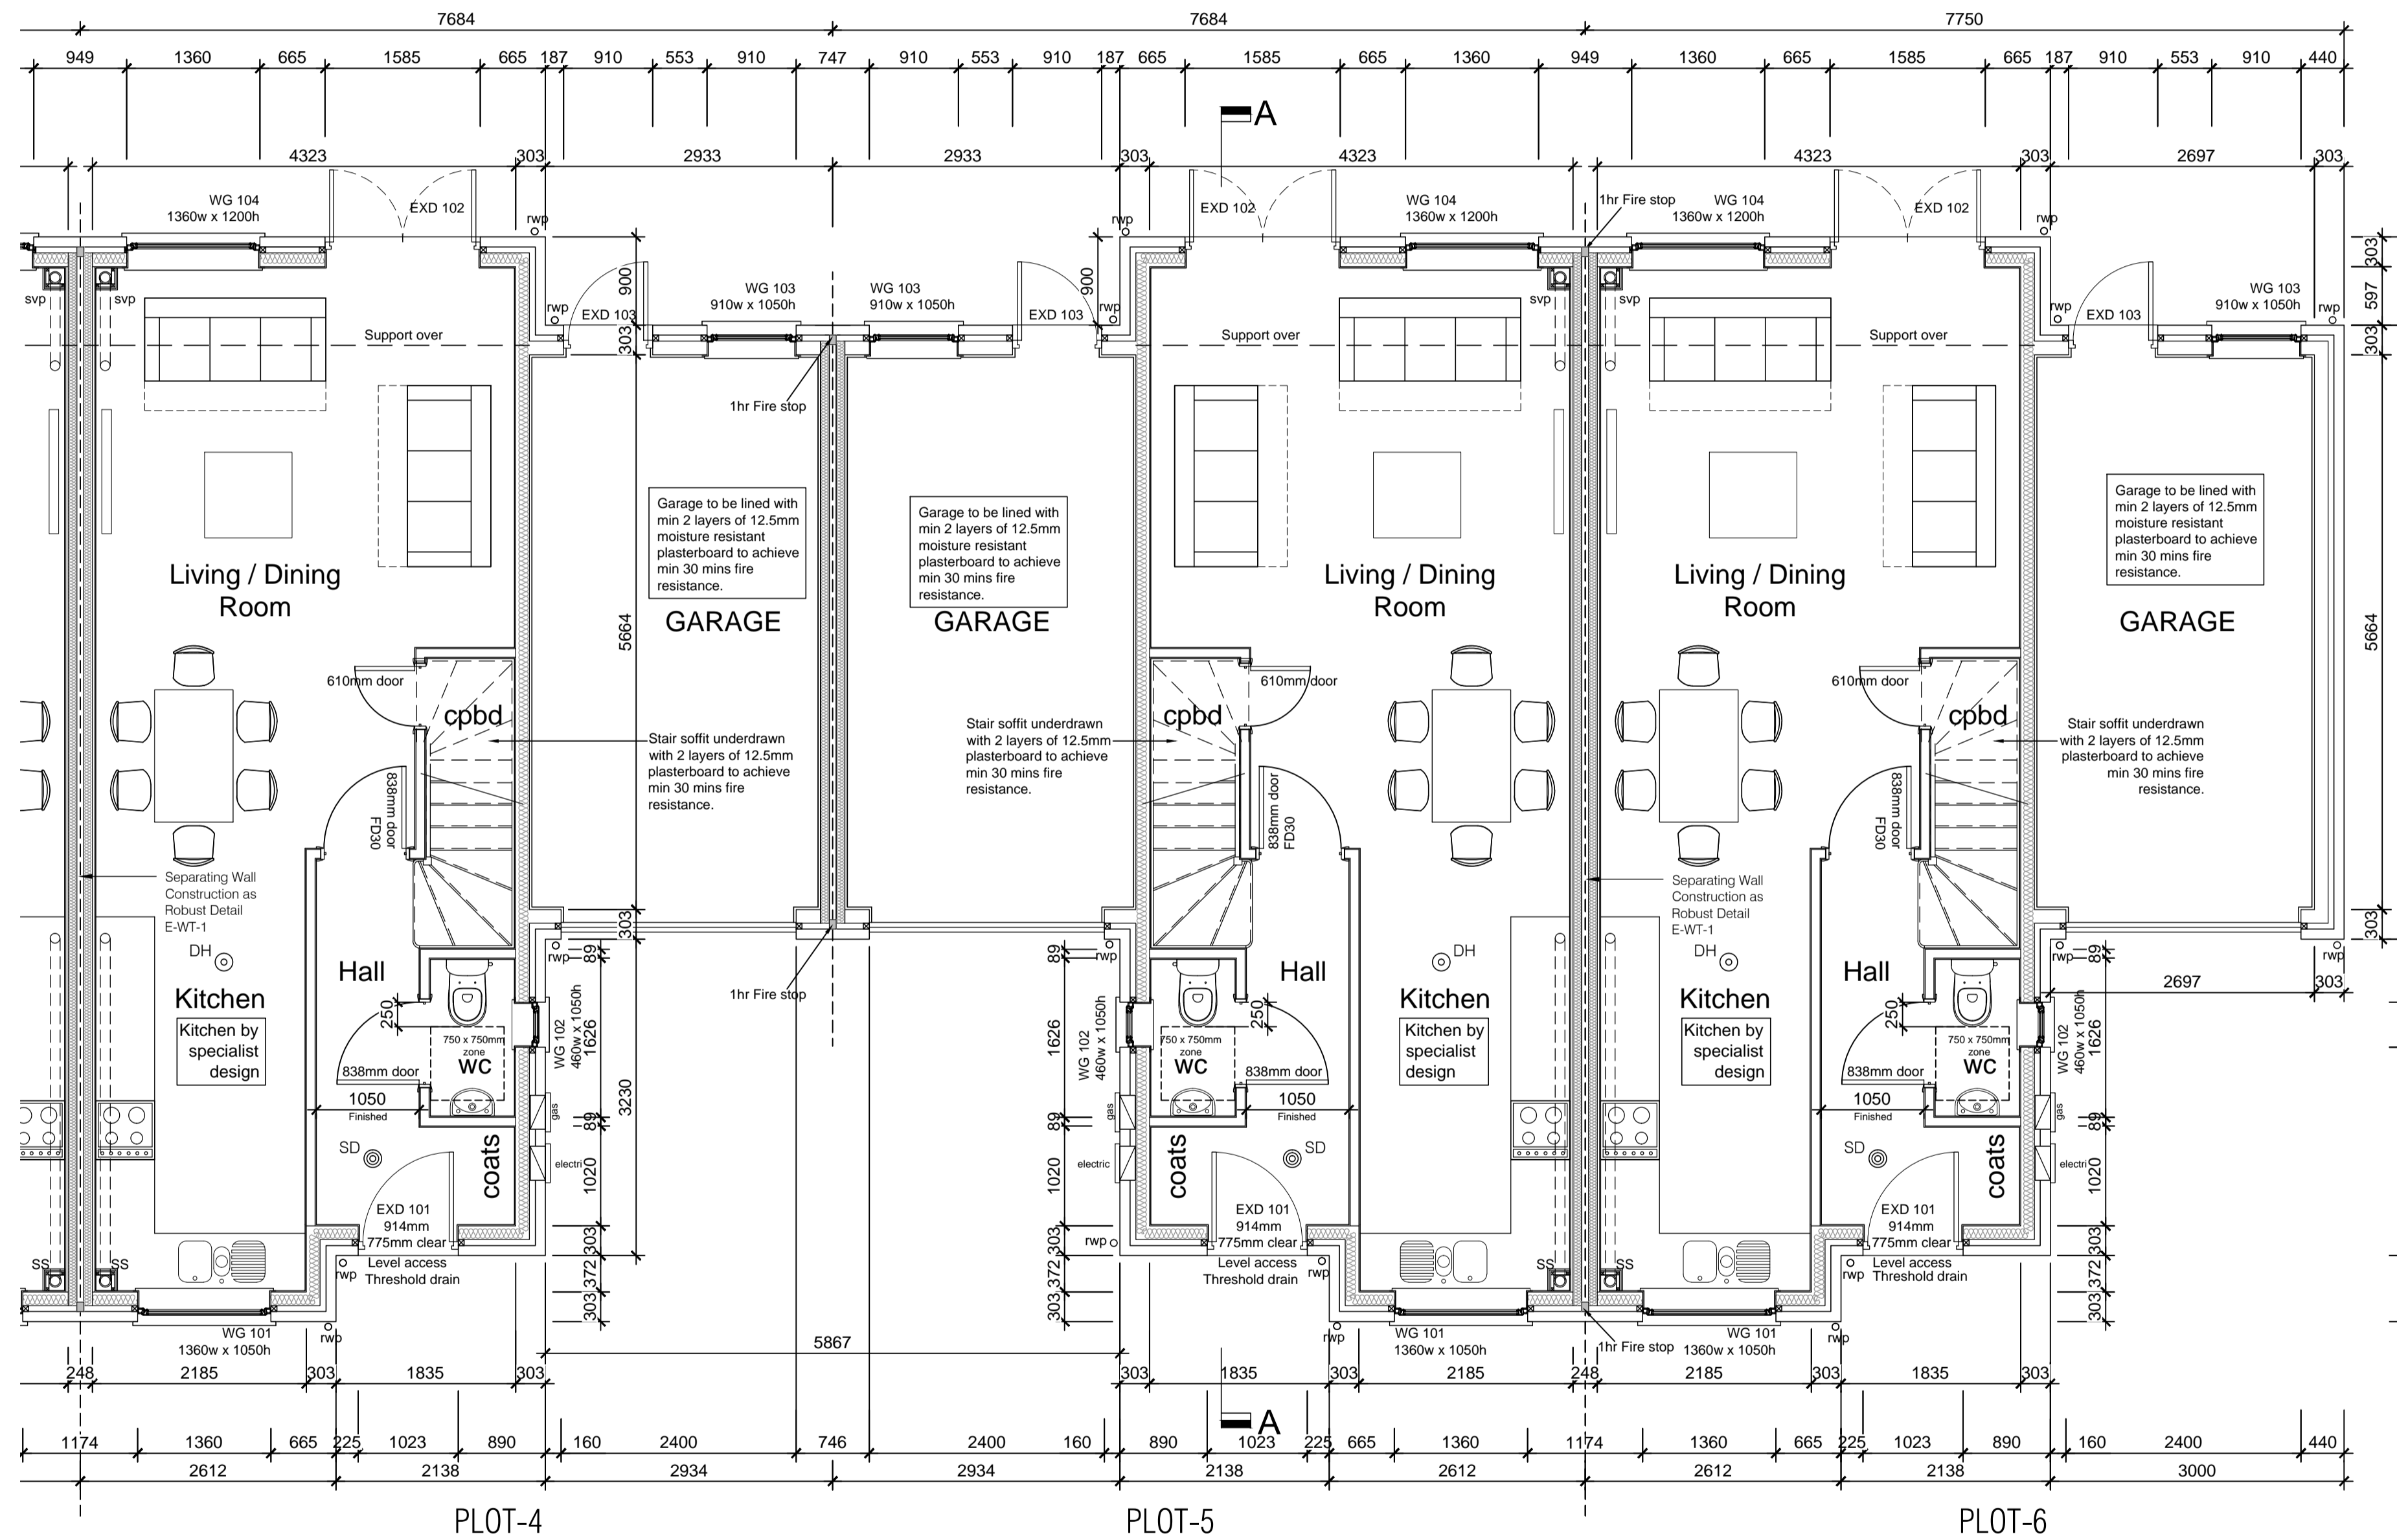 7684 7684 7750
949 1360 665 1585 665 187 910 553 910 747 910 553 910 187 665 1585 665 1360 949 1360 665 1585 665 187 910 553 910 440
A
4323 303 2933 2933 303 4323 4323 303 2697 303
WG 104
1360w x 1200h
EXD 102
rwp
rwp
EXD 102
WG 104
1360w x 1200h
1hr Fire stop
WG 104
1360w x 1200h
EXD 102
rwp
303
597
303
5664
303
svp
svp
Support over
900
303
rwp
EXD 103
WG 103
910w x 1050h
WG 103
910w x 1050h
EXD 103
900
rwp
Support over
svp
svp
Support over
rwp
EXD 103
WG 103
910w x 1050h
rwp
1hr Fire stop
Garage to be lined with
min 2 layers of 12.5mm
moisture resistant
plasterboard to achieve
min 30 mins fire
resistance.
GARAGE
Garage to be lined with
min 2 layers of 12.5mm
moisture resistant
plasterboard to achieve
min 30 mins fire
resistance.
GARAGE
Garage to be lined with
min 2 layers of 12.5mm
moisture resistant
plasterboard to achieve
min 30 mins fire
resistance.
GARAGE
Living / Dining
Room
Living / Dining
Room
Living / Dining
Room
5664
610mm door
cpbd
Stair soffit underdrawn
with 2 layers of 12.5mm
plasterboard to achieve
min 30 mins fire
resistance.
Stair soffit underdrawn
with 2 layers of 12.5mm
plasterboard to achieve
min 30 mins fire
resistance.
cpbd
610mm door
610mm door
cpbd
Stair soffit underdrawn
with 2 layers of 12.5mm
plasterboard to achieve
min 30 mins fire
resistance.
838mm door
FD30
838mm door
FD30
838mm door
FD30
Separating Wall
Construction as
Robust Detail
E-WT-1
Separating Wall
Construction as
Robust Detail
E-WT-1
303
DH
Hall
Kitchen
Kitchen by
specialist
design
250
750 x 750mm
zone
WC
838mm door
1050
Finished
SD
coats
EXD 101
914mm
775mm clear
Level access
Threshold drain
rwp
89
WG 102
460w x 1050h
1626
3230
gas
89
electri
1020
303
372
303
1hr Fire stop
rwp
89
WG 102
460w x 1050h
1626
gas
89
electric
1020
rwp
303
372
303
750 x 750mm
zone
WC
250
838mm door
Hall
1050
Finished
SD
coats
EXD 101
914mm
775mm clear
Level access
Threshold drain
DH
Kitchen
Kitchen by
specialist
design
DH
Kitchen
Kitchen by
specialist
design
Hall
250
750 x 750mm
zone
WC
838mm door
1050
Finished
SD
coats
EXD 101
914mm
775mm clear
Level access
Threshold drain
rwp
89
WG 102
460w x 1050h
1626
gas
89
electri
1020
303
372
303
2697 303
rwp
SS
SS
rwp
rwp
WG 101
1360w x 1050h
rwp
rwp
SS
SS
WG 101
1360w x 1050h
1hr Fire stop
WG 101
1360w x 1050h
rwp
rwp
5867
248 2185 303 1835 303 303 1835 303 2185 248 2185 303 1835 303
A
1174 1360 665 225 1023 890 160 2400 746 2400 160 890 1023 225 665 1360 1174 1360 665 225 1023 890 160 2400 440
2612 2138 2934 2934 2138 2612 2612 2138 3000
PLOT-4 PLOT-5 PLOT-6